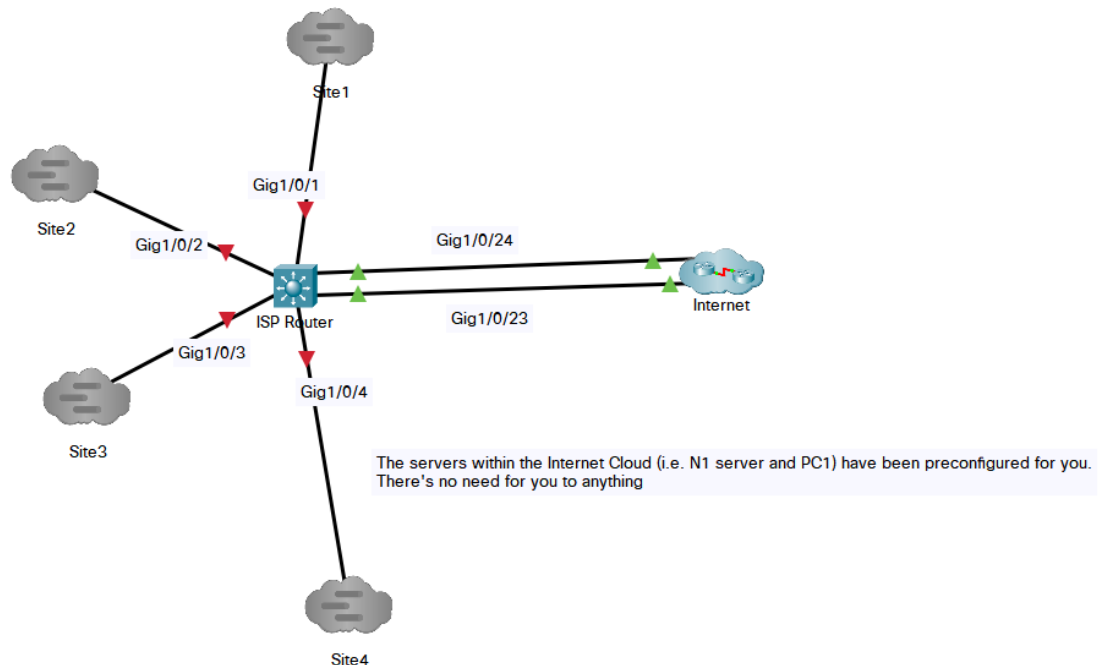 Site1
Gig1/0/1
Site2
Gig1/0/2
Gig1/0/24
Internet
ISP Router
Gig1/0/23
Gig1/0/3
Gig1/0/4
Site3
The servers within the Internet Cloud (i.e. N1 server and PC1) have been preconfigured for you.
There's no need for you to anything
Site4